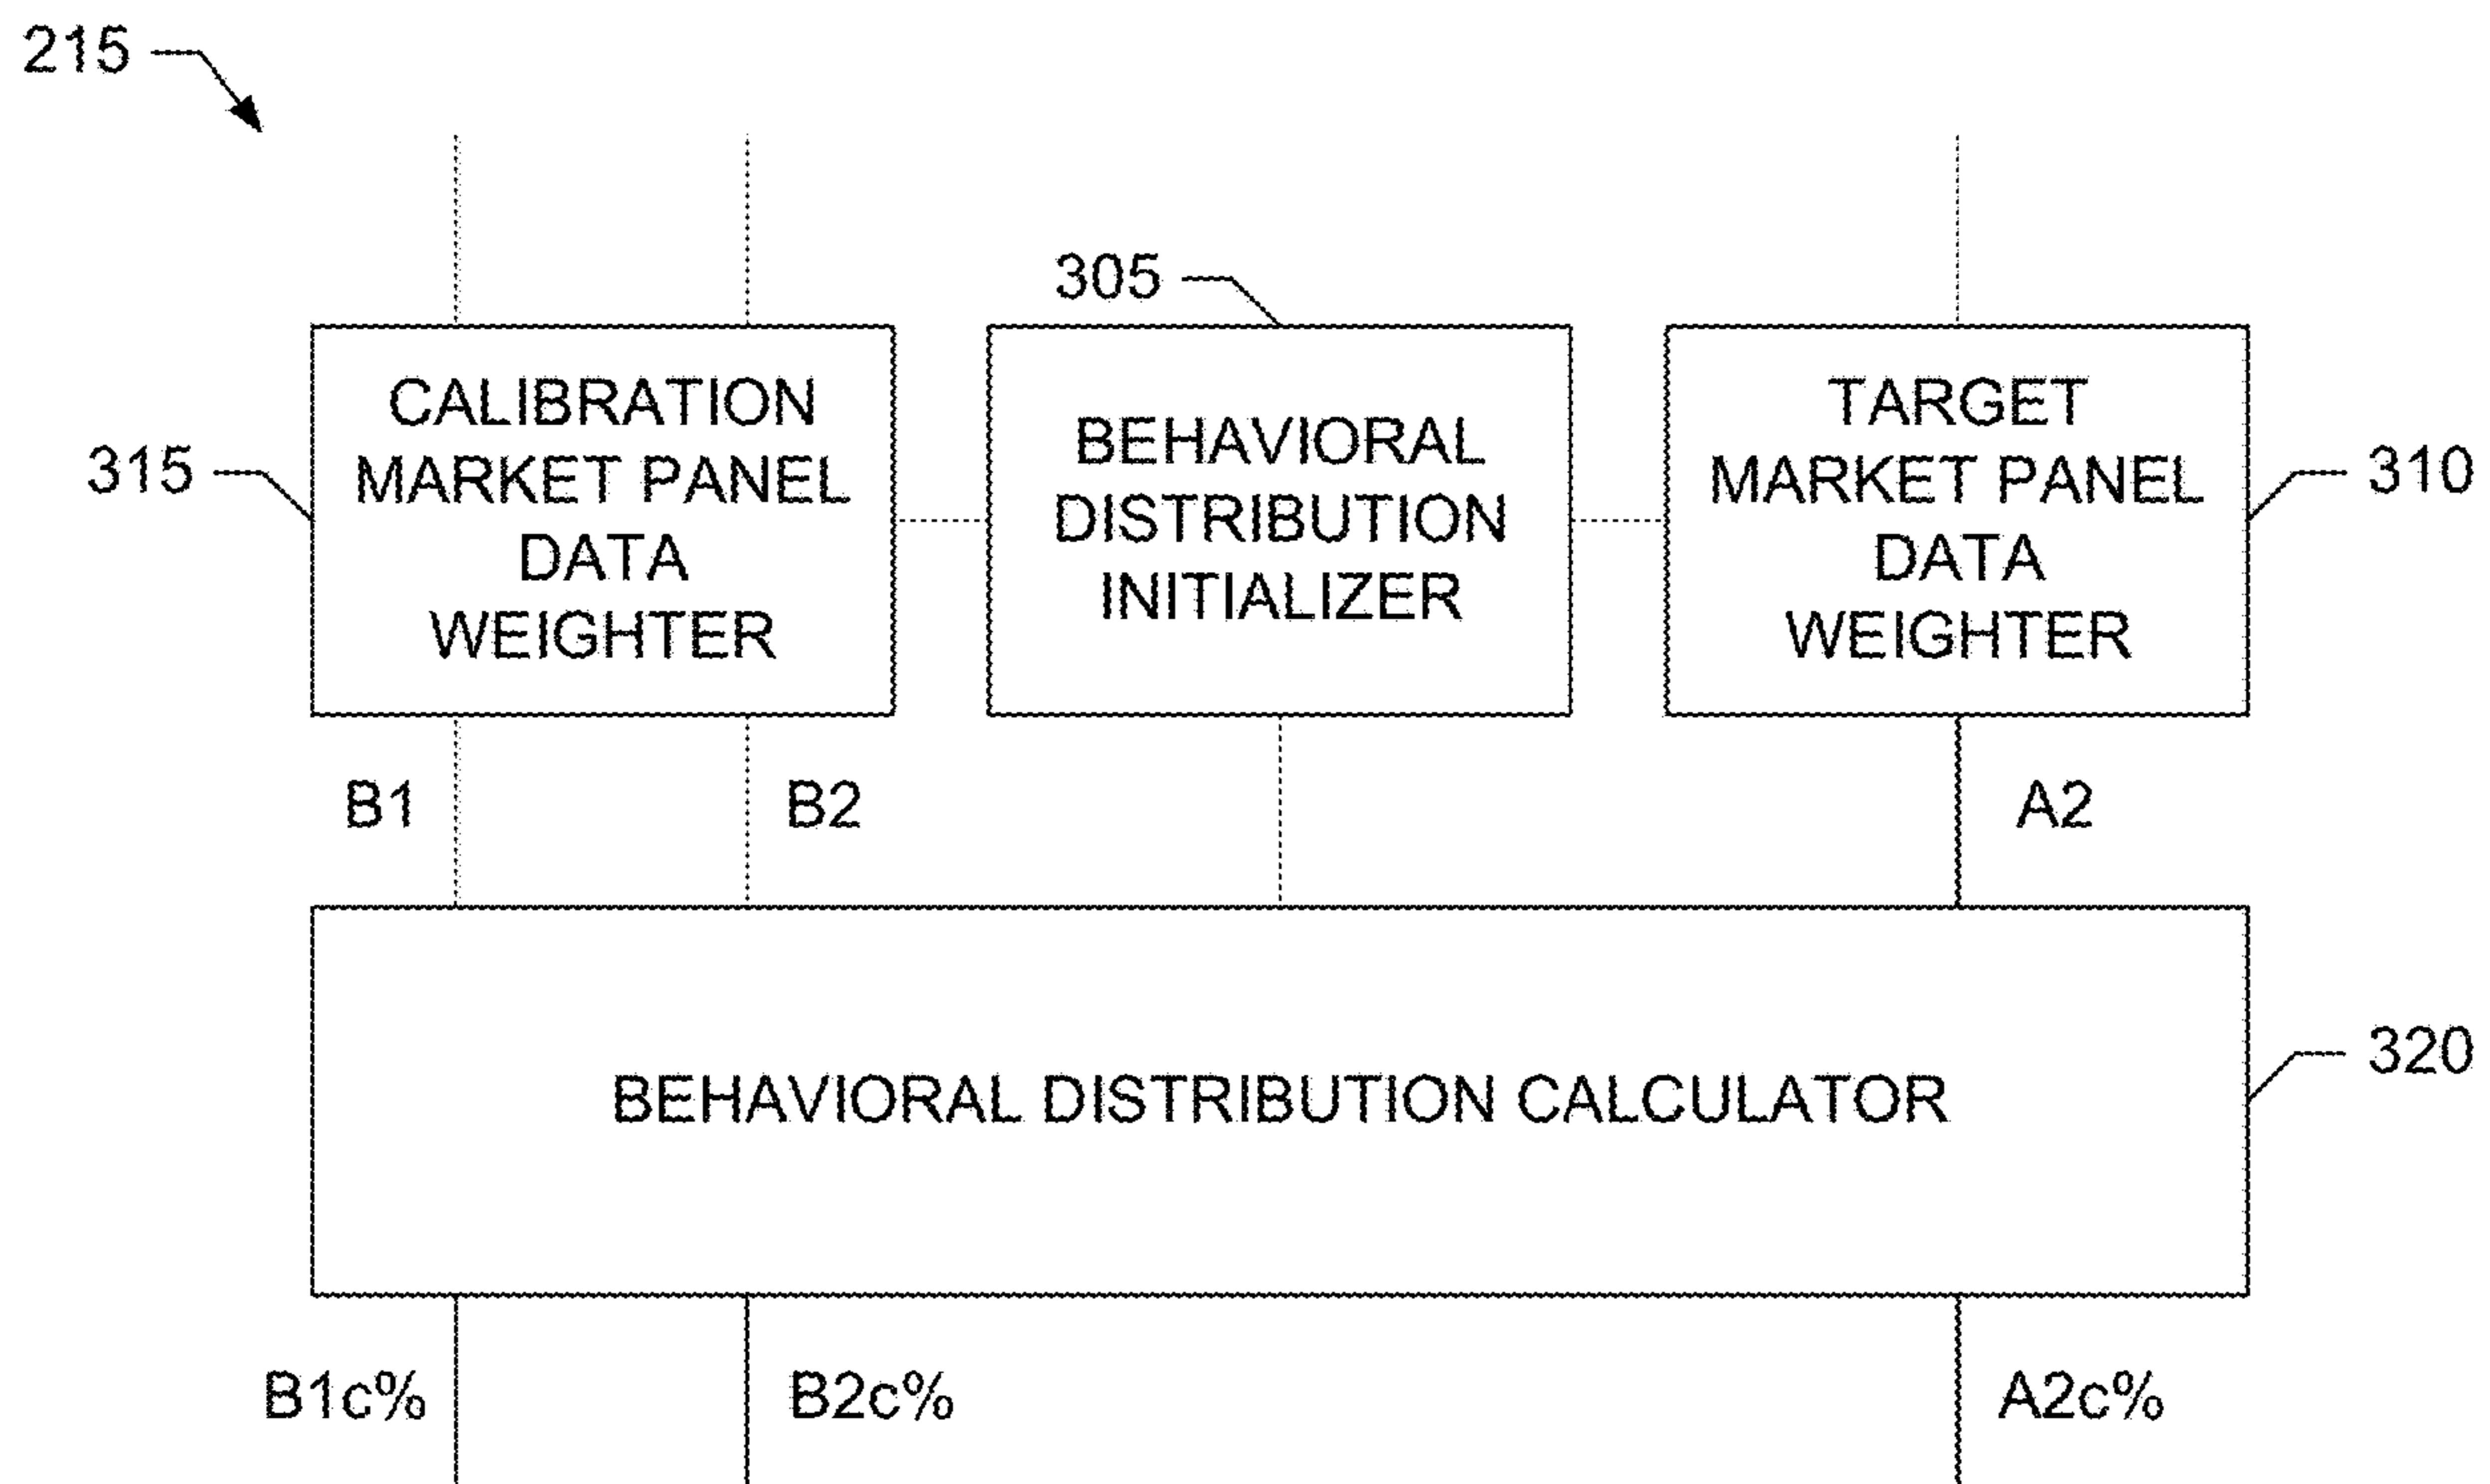 215
305
CALIBRATION
MARKET PANEL
DATA
WEIGHTER
BEHAVIORAL
DISTRIBUTION
INITIALIZER
TARGET
MARKET PANEL
DATA
WEIGHTER
315
310
B1
B2
A2
BEHAVIORAL DISTRIBUTION CALCULATOR
320
B1c%
B2c%
A2c%